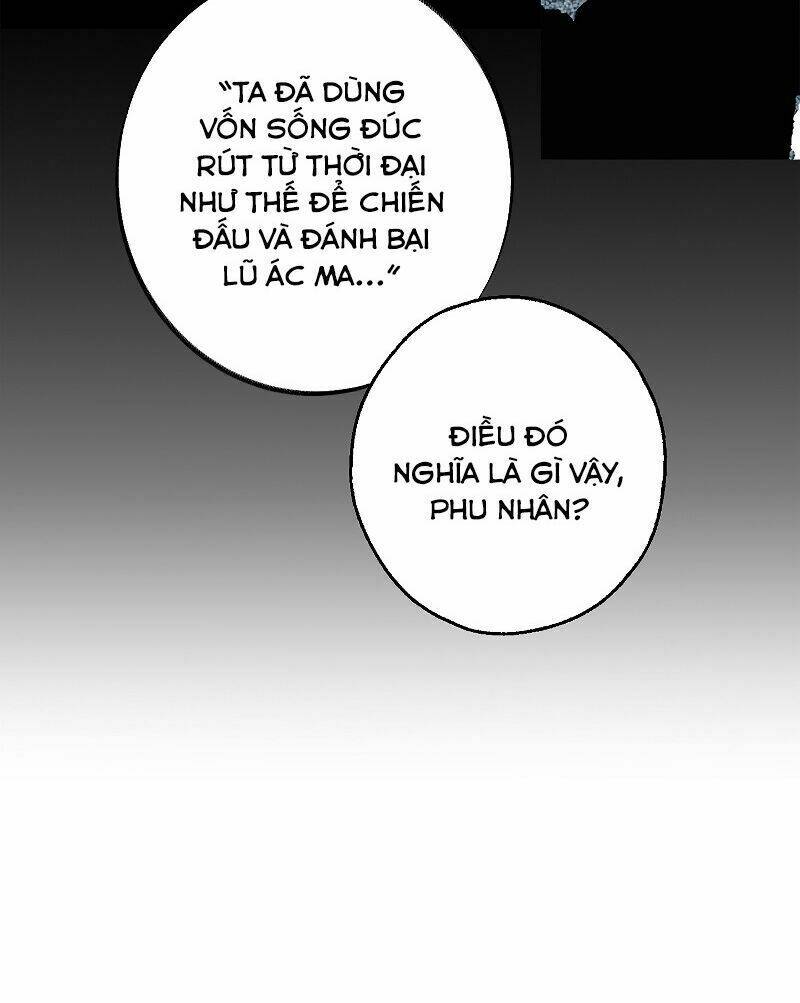 “TA ĐÃ DÙNG
VỐN SỐNG ĐÚC
RÚT TỪ THỜI ĐẠI
NHƯ THẾ ĐỂ CHIẾN
ĐẤU VÀ ĐÁNH BẠI
LŨ ÁC MA...”
ĐIỀU ĐÓ
NGHĨA LÀ GÌ VẬY,
PHU NHÂN?